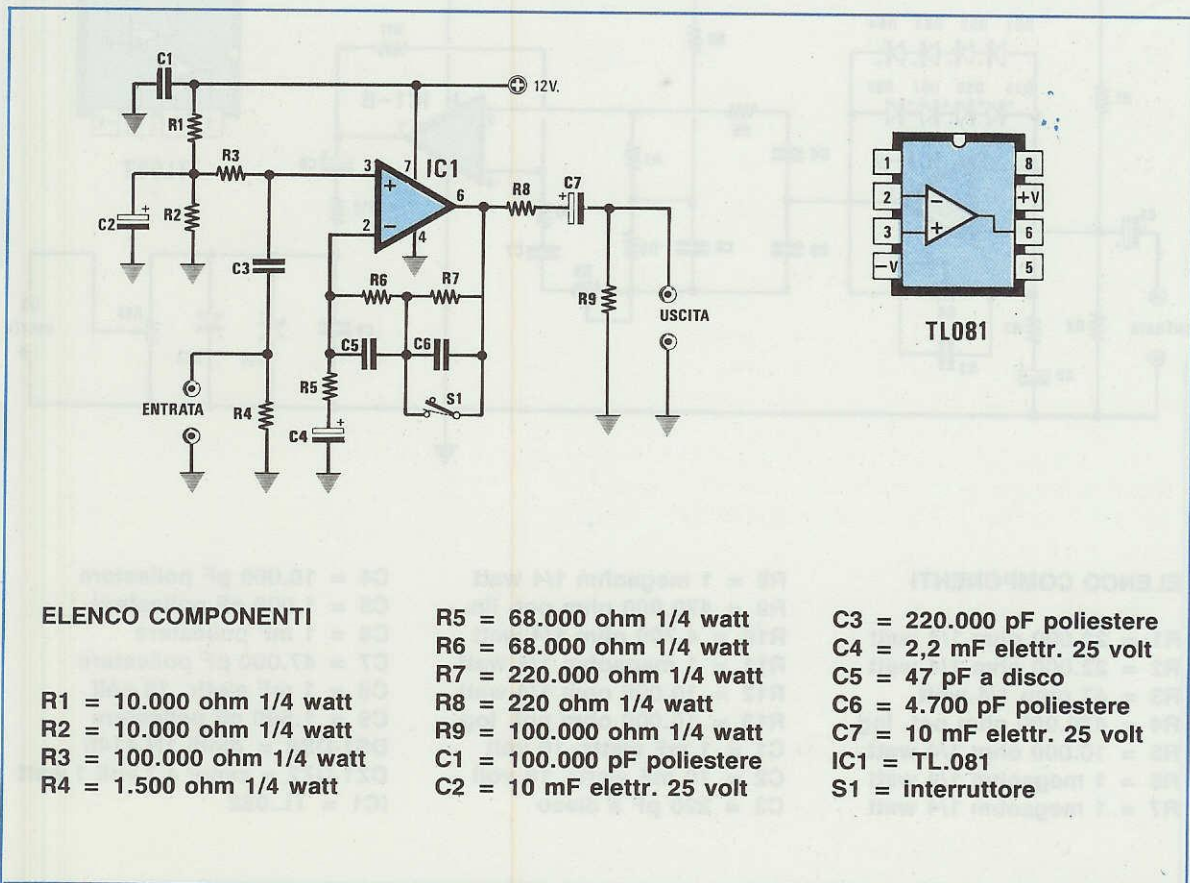 C1
12V.
R1
R3
3
7
IC1
+
6
R8
C7
+
C2
+
R2
2
−
4
C3
R6
R7
R9
USCITA
C5
C6
R5
S1
ENTRATA
R4
C4
+
1
8
2
−
+V
3
+
6
−V
5
TL081
ELENCO COMPONENTI
R1 = 10.000 ohm 1/4 watt
R2 = 10.000 ohm 1/4 watt
R3 = 100.000 ohm 1/4 watt
R4 = 1.500 ohm 1/4 watt
R5 = 68.000 ohm 1/4 watt
R6 = 68.000 ohm 1/4 watt
R7 = 220.000 ohm 1/4 watt
R8 = 220 ohm 1/4 watt
R9 = 100.000 ohm 1/4 watt
C1 = 100.000 pF poliestere
C2 = 10 mF elettr. 25 volt
C3 = 220.000 pF poliestere
C4 = 2,2 mF elettr. 25 volt
C5 = 47 pF a disco
C6 = 4.700 pF poliestere
C7 = 10 mF elettr. 25 volt
IC1 = TL.081
S1 = interruttore